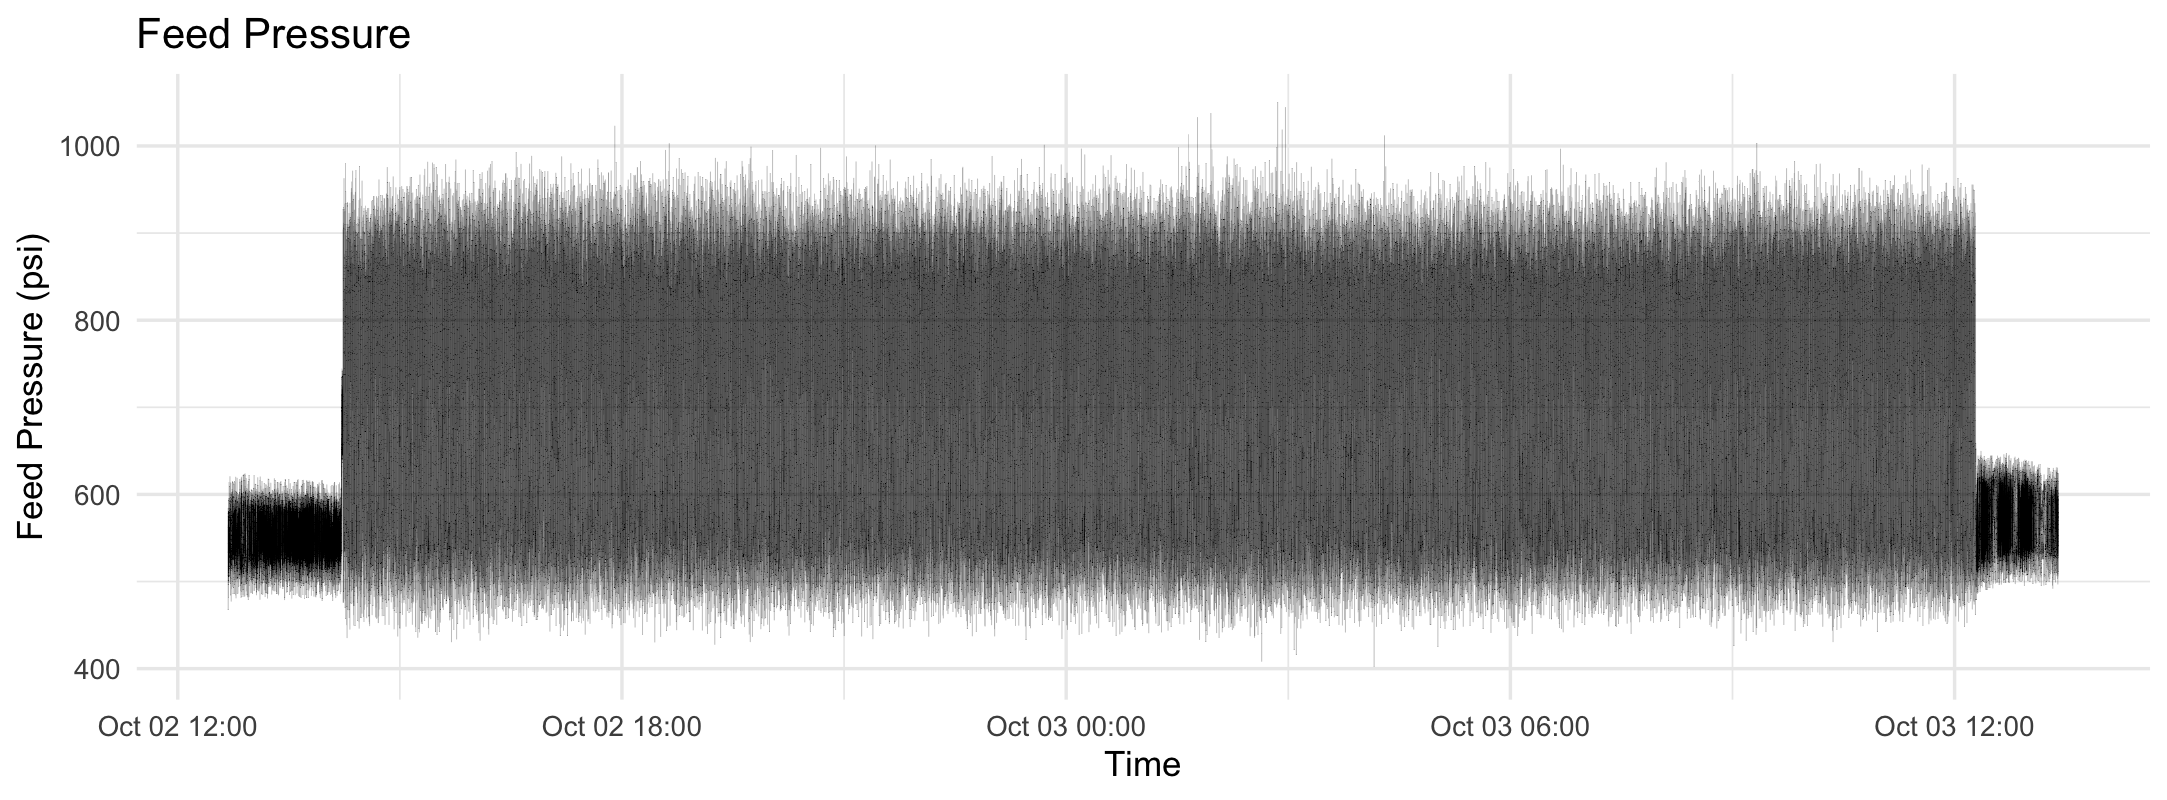 Feed Pressure
Feed Pressure (psi)
1000
800
600
400
Oct 02 12:00
Oct 02 18:00
Oct 03 00:00
Oct 03 06:00
Oct 03 12:00
Time